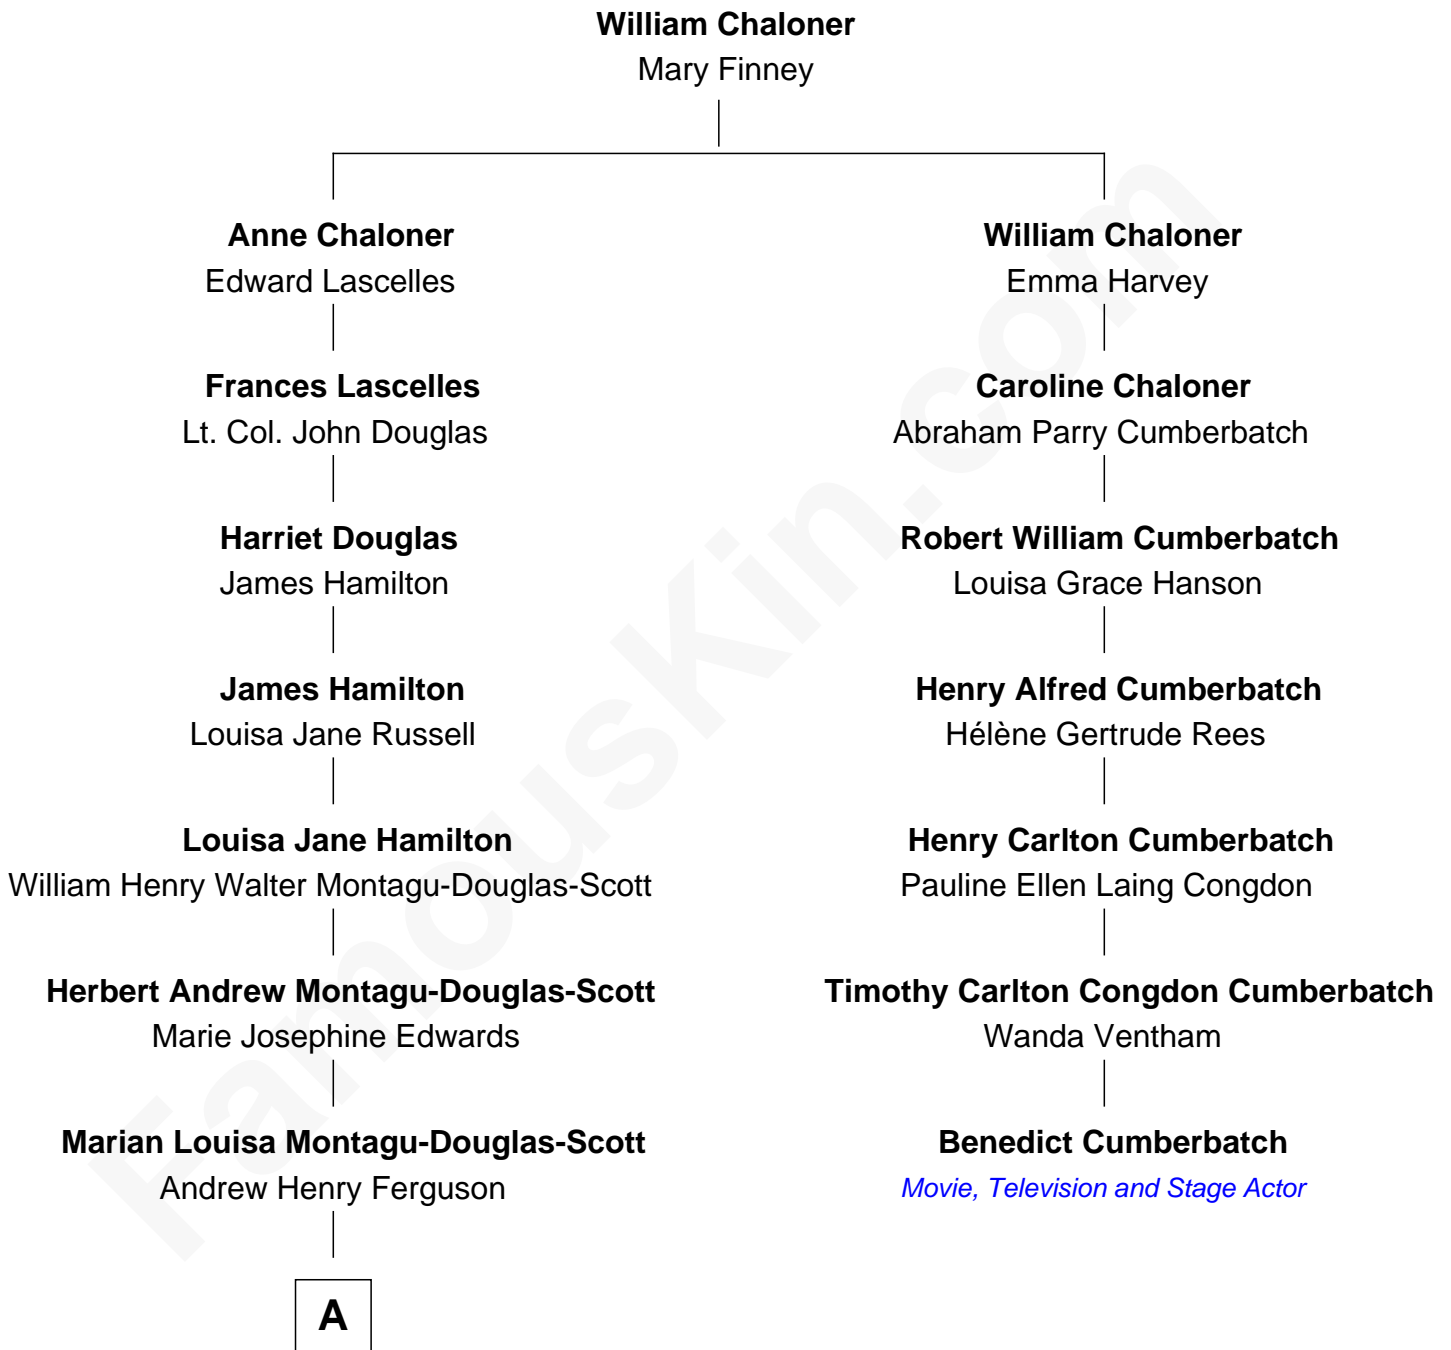 William Chaloner
Mary Finney
Anne Chaloner
Edward Lascelles
William Chaloner
Emma Harvey
Frances Lascelles
Lt. Col. John Douglas
Caroline Chaloner
Abraham Parry Cumberbatch
Harriet Douglas
James Hamilton
Robert William Cumberbatch
Louisa Grace Hanson
James Hamilton
Louisa Jane Russell
Henry Alfred Cumberbatch
Hélène Gertrude Rees
Louisa Jane Hamilton
William Henry Walter Montagu-Douglas-Scott
Henry Carlton Cumberbatch
Pauline Ellen Laing Congdon
Herbert Andrew Montagu-Douglas-Scott
Marie Josephine Edwards
Timothy Carlton Congdon Cumberbatch
Wanda Ventham
Marian Louisa Montagu-Douglas-Scott
Andrew Henry Ferguson
Benedict Cumberbatch
Movie, Television and Stage Actor
A
FamousKin.com